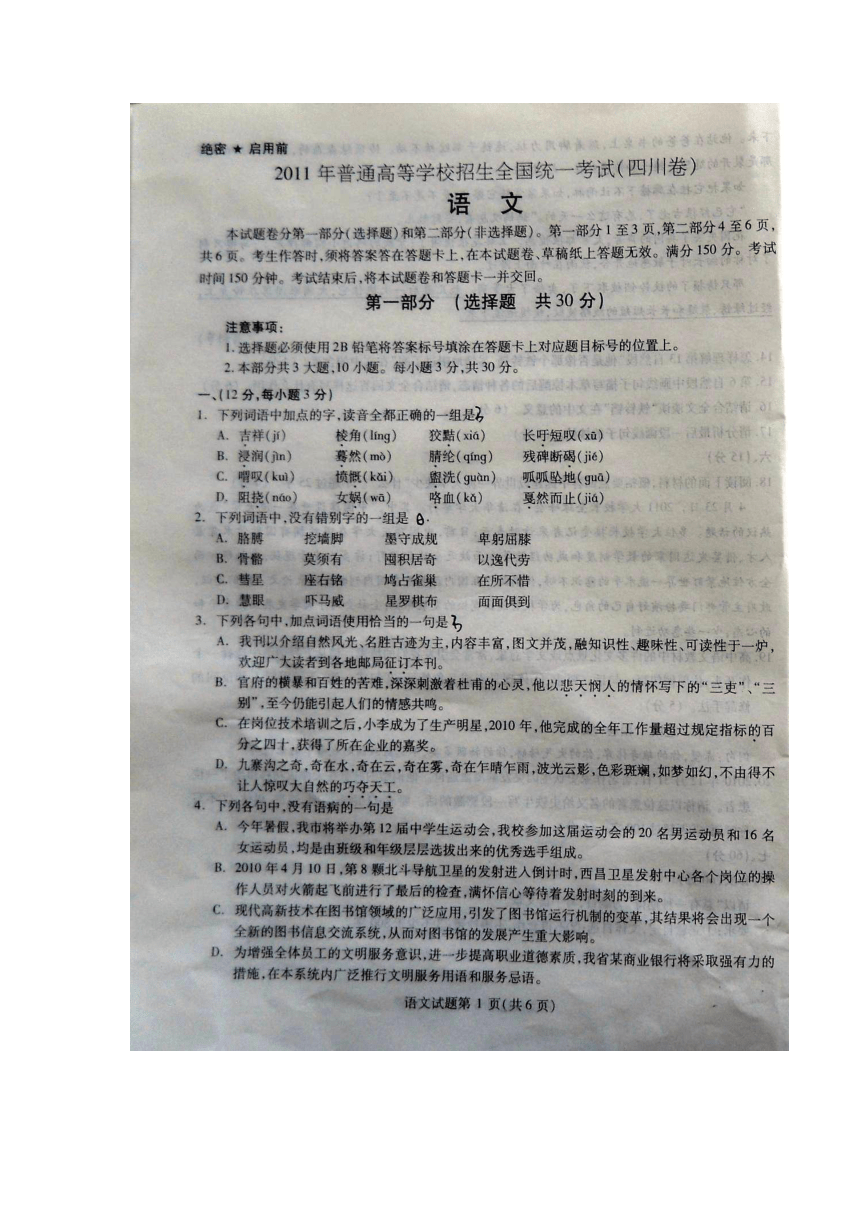 绝密 ★ 启用前
2011 年普通高等学校招生全国统一考试(四川卷)
语 文
本试题卷分第一部分(选择题)和第二部分(非选择题)。第一部分 1 至 3 页,第二部分 4 至 6 页,
共 6 页。考生作答时,须将答案答在答题卡上,在本试题卷、草稿纸上答题无效。满分 150 分。考试
时间 150 分钟。考试结束后,将本试题卷和答题卡一并交回。
第一部分 (选择题 共 30 分)
注意事项:
1. 选择题必须使用 2B 铅笔将答案标号填涂在答题卡上对应题目标号的位置上。
2. 本部分共 3 大题,10 小题。每小题 3 分,共 30 分。
一、(12 分,每小题 3 分)
1. 下列词语中加点的字,读音全都正确的一组是
A. 吉祥(jí) 棱角(líng) 狡黠(xiá) 长吁短叹(xū)
B. 浸润(jìn) 蓦然(mò) 腈纶(qíng) 残碑断碣(jié)
C. 喟叹(kuì) 愤慨(kǎi) 盥洗(guàn) 呱呱坠地(guā)
D. 阻挠(náo) 女娲(wā) 咯血(kǎ) 戛然而止(jiá)
2. 下列词语中,没有错别字的一组是
A. 胳膊 挖墙脚 墨守成规 卑躬屈膝
B. 骨骼 莫须有 囤积居奇 以逸代劳
C. 彗星 座右铭 鸠占雀巢 在所不惜
D. 慧眼 吓马威 星罗棋布 面面俱到
3. 下列各句中,加点词语使用恰当的一句是
A. 我刊以介绍自然风光、名胜古迹为主,内容丰富,图文并茂,融知识性、趣味性、可读性于一炉,
欢迎广大读者到各地邮局征订本刊。
B. 官府的横暴和百姓的苦难,深深刺激着杜甫的心灵,他以悲天悯人的情怀写下的“三吏”、“三
别”,至今仍能引起人们的情感共鸣。
C. 在岗位技术培训之后,小李成为了生产明星,2010 年,他完成的全年工作量超过规定指标的百
分之四十,获得了所在企业的嘉奖。
D. 九寨沟之奇,奇在水,奇在云,奇在雾,奇在乍晴乍雨,波光云影,色彩斑斓,如梦如幻,不由得不
让人惊叹大自然的巧夺天工。
4. 下列各句中,没有语病的一句是
A. 今年暑假,我市将举办第 12 届中学生运动会,我校参加这届运动会的 20 名男运动员和 16 名
女运动员,均是由班级和年级层层选拔出来的优秀选手组成。
B. 2010 年 4 月 10 日,第 8 颗北斗导航卫星的发射进入倒计时,西昌卫星发射中心各个岗位的操
作人员对火箭起飞前进行了最后的检查,满怀信心等待着发射时刻的到来。
C. 现代高新技术在图书馆领域的广泛应用,引发了图书馆运行机制的变革,其结果将会出现一个
全新的图书信息交流系统,从而对图书馆的发展产生重大影响。
D. 为增强全体员工的文明服务意识,进一步提高职业道德素质,我省某商业银行将采取强有力的
措施,在本系统内广泛推行文明服务用语和服务忌语。
语文试题第 1 页(共 6 页)